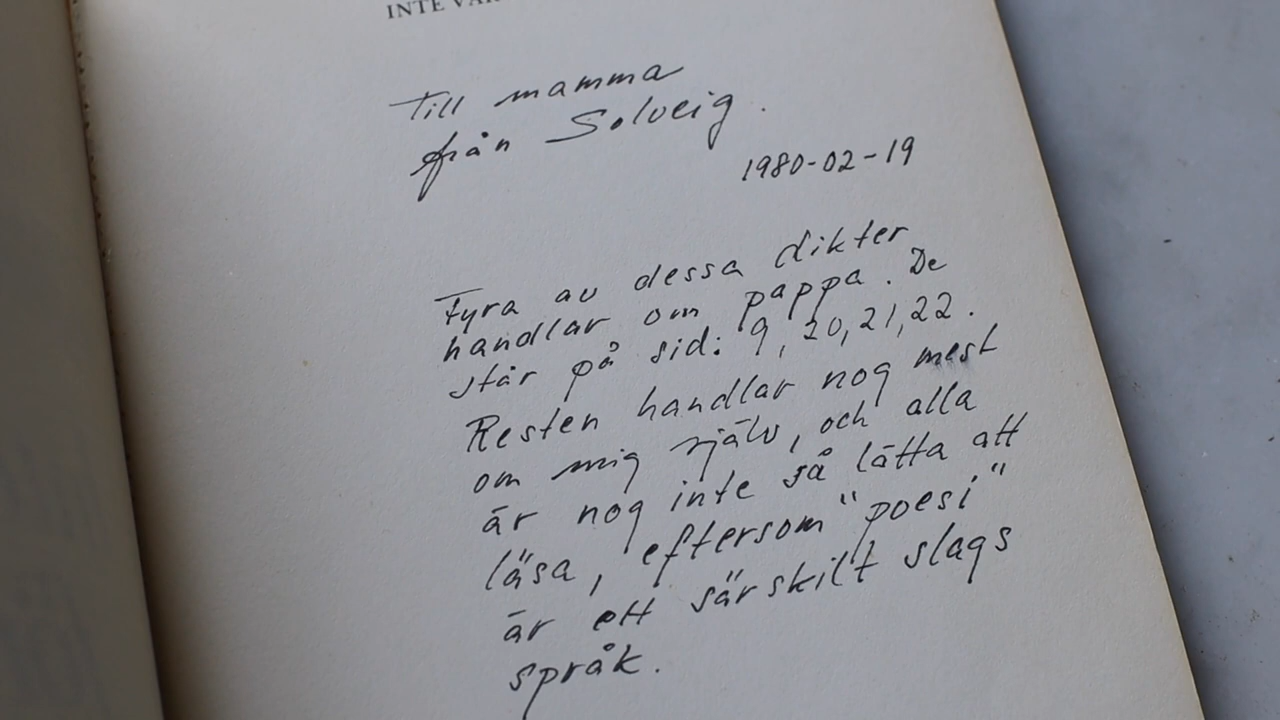 INTE VAR
Till mamma
från Solveig.
1980-02-19
Fyra av dessa dikter
handlar om pappa. De
står på sid: 9, 20, 21, 22.
Resten handlar nog mest
om mig själv, och alla
är nog inte så lätta att
läsa, eftersom "poesi"
är ett särskilt slags
språk.